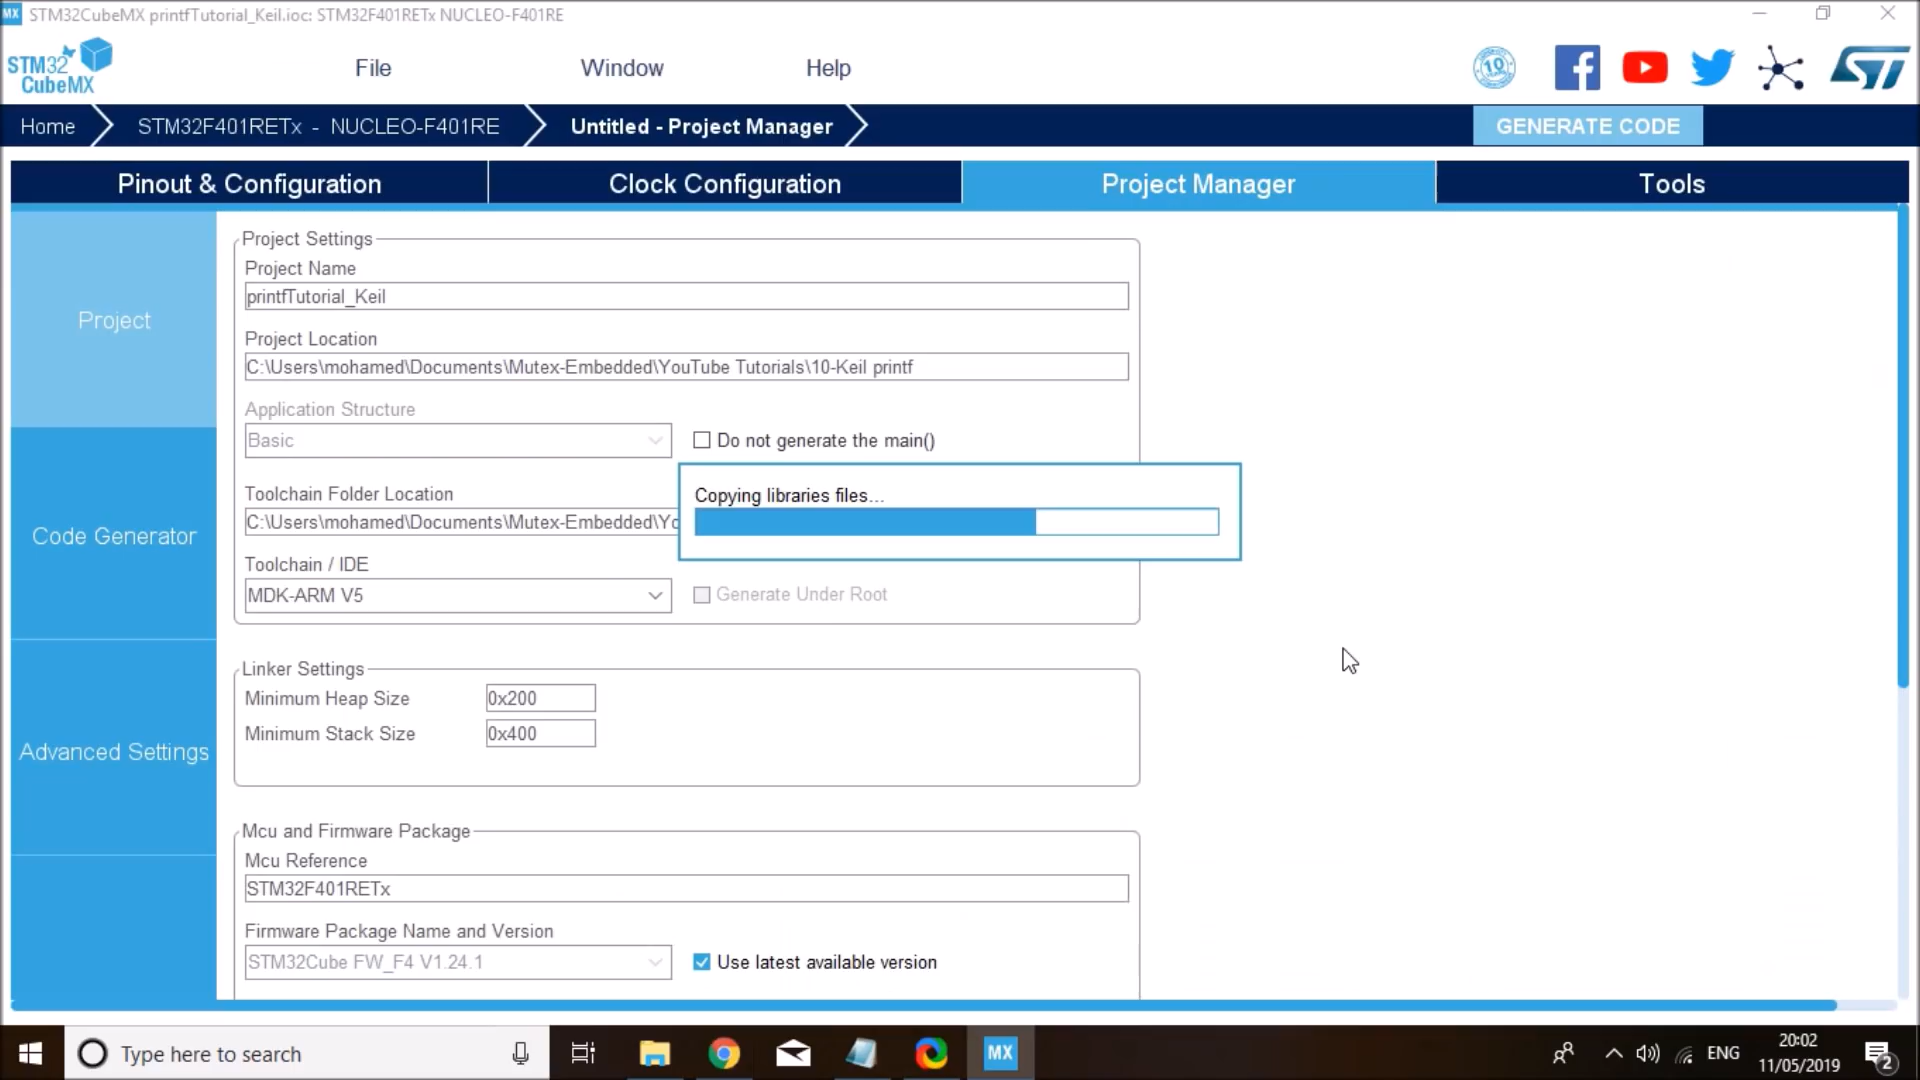 MX STM32CubeMX printfTutorial_Keil.ioc: STM32F401RETx NUCLEO-F401RE
STM32
CubeMX
File
Window
Help
10
ST
Home
STM32F401RETx - NUCLEO-F401RE
Untitled - Project Manager
GENERATE CODE
Pinout & Configuration
Clock Configuration
Project Manager
Tools
Project
Code Generator
Advanced Settings
Project Settings
Project Name
printfTutorial_Keil
Project Location
C:\Users\mohamed\Documents\Mutex-Embedded\YouTube Tutorials\10-Keil printf
Application Structure
Basic
Do not generate the main()
Toolchain Folder Location
C:\Users\mohamed\Documents\Mutex-Embedded\Yo
Copying libraries files...
Toolchain / IDE
MDK-ARM V5
Generate Under Root
Linker Settings
Minimum Heap Size
0x200
Minimum Stack Size
0x400
Mcu and Firmware Package
Mcu Reference
STM32F401RETx
Firmware Package Name and Version
STM32Cube FW_F4 V1.24.1
Use latest available version
Type here to search
MX
ENG
20:02
11/05/2019
2